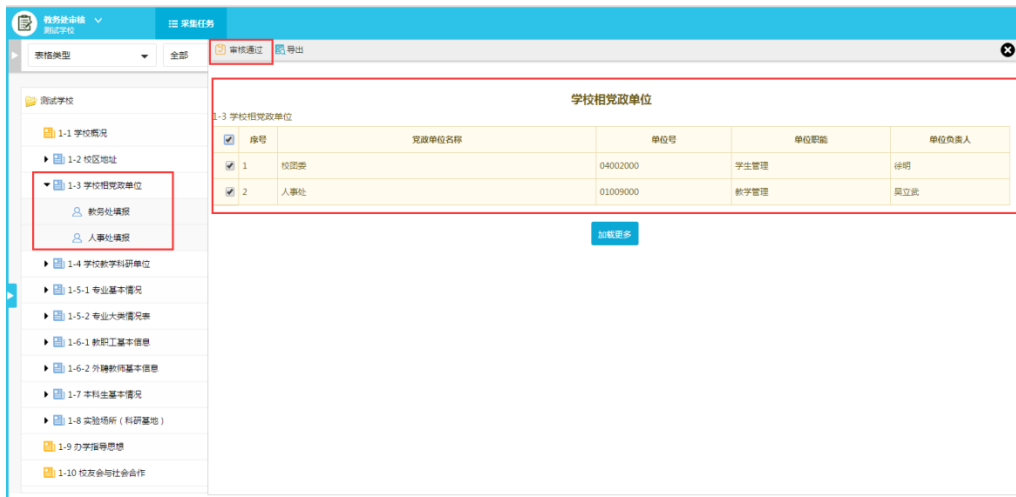 教务处审核
测试学校
采集任务
表格类型
全部
审核通过
导出
测试学校
1-1 学校概况
1-2 校区地址
1-3 学校相党政单位
教务处填报
人事处填报
1-4 学校教学科研单位
1-5-1 专业基本情况
1-5-2 专业大类情况表
1-6-1 教职工基本信息
1-6-2 外聘教师基本信息
1-7 本科生基本情况
1-8 实验场所（科研基地）
1-9 办学指导思想
1-10 校友会与社会合作
学校相党政单位
1-3 学校相党政单位
序号 党政单位名称 单位号 单位职能 单位负责人
1 校团委 04002000 学生管理 徐明
2 人事处 01009000 教学管理 吴立武
加载更多